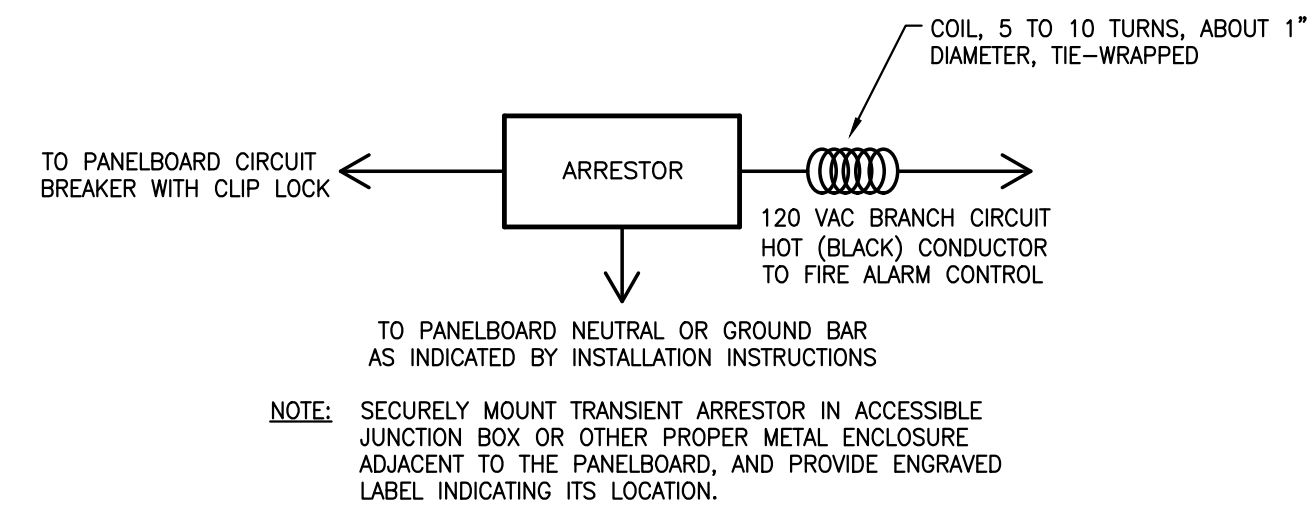 COIL, 5 TO 10 TURNS, ABOUT 1"
DIAMETER, TIE-WRAPPED
TO PANELBOARD CIRCUIT
BREAKER WITH CLIP LOCK
ARRESTOR
120 VAC BRANCH CIRCUIT
HOT (BLACK) CONDUCTOR
TO FIRE ALARM CONTROL
TO PANELBOARD NEUTRAL OR GROUND BAR
AS INDICATED BY INSTALLATION INSTRUCTIONS
NOTE: SECURELY MOUNT TRANSIENT ARRESTOR IN ACCESSIBLE
JUNCTION BOX OR OTHER PROPER METAL ENCLOSURE
ADJACENT TO THE PANELBOARD, AND PROVIDE ENGRAVED
LABEL INDICATING ITS LOCATION.